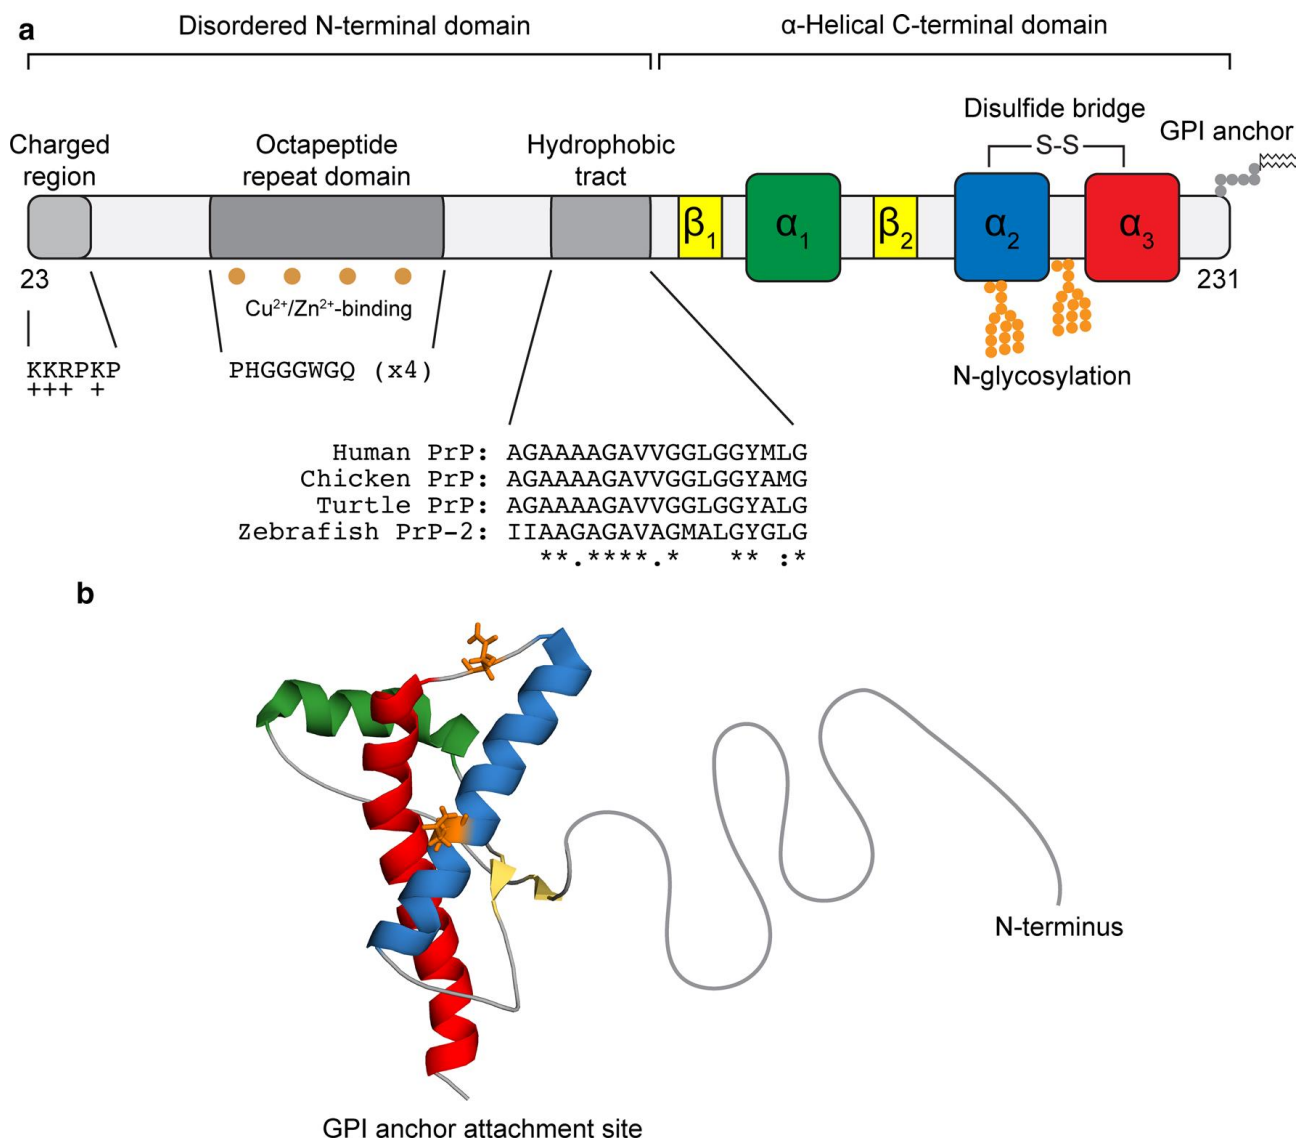 a
Disordered N-terminal domain
α-Helical C-terminal domain
Charged
region
Octapeptide
repeat domain
Hydrophobic
tract
Disulfide bridge
S-S
GPI anchor
β1
α1
β2
α2
α3
23
231
Cu²⁺/Zn²⁺-binding
KKRPKP
+++ +
PHGGGWGQ (x4)
N-glycosylation
Human PrP: AGAAAAGAVVGGLGGYMLG
Chicken PrP: AGAAAAGAVVGGLGGYAMG
Turtle PrP: AGAAAAGAVVGGLGGYALG
Zebrafish PrP-2: IIAAGAGAVAGMALGYGLG
**.****.*   ** :*
b
N-terminus
GPI anchor attachment site